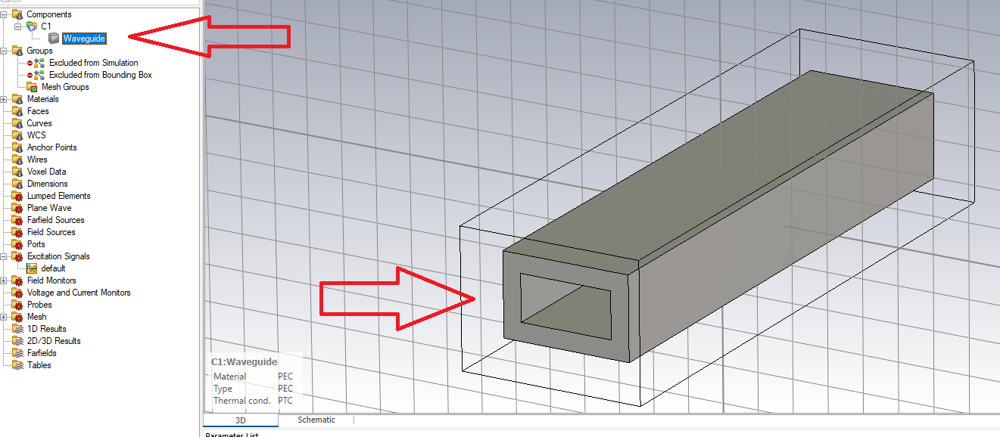 Components
C1
Waveguide
Groups
Excluded from Simulation
Excluded from Bounding Box
Mesh Groups
Materials
Faces
Curves
WCS
Anchor Points
Wires
Voxel Data
Dimensions
Lumped Elements
Plane Wave
Farfield Sources
Field Sources
Ports
Excitation Signals
default
Field Monitors
Voltage and Current Monitors
Probes
Mesh
1D Results
2D/3D Results
Farfields
Tables
C1:Waveguide
Material PEC
Type PEC
Thermal cond. PTC
3D Schematic
Parameter List